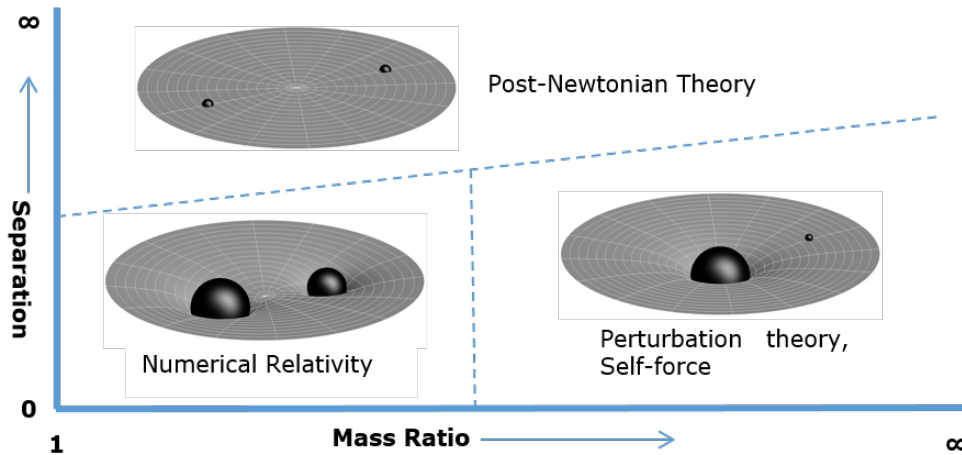 ∞
Post-Newtonian Theory
Separation
Numerical Relativity
Perturbation theory,
Self-force
0
1
Mass Ratio
∞